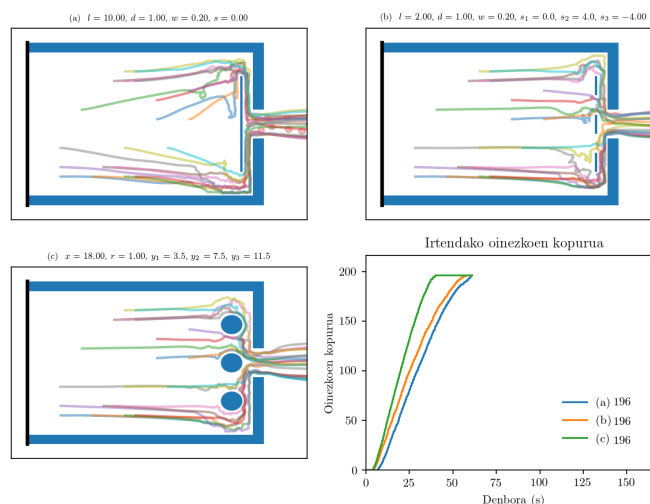 (a) l = 10.00, d = 1.00, w = 0.20, s = 0.00
(b) l = 2.00, d = 1.00, w = 0.20, s₁ = 0.0, s₂ = 4.0, s₃ = −4.00
(c) x = 18.00, r = 1.00, y₁ = 3.5, y₂ = 7.5, y₃ = 11.5
Irtendako oinezkoen kopurua
Oinezkoen kopurua
200
150
100
50
0
(a) 196
(b) 196
(c) 196
0 25 50 75 100 125 150
Denbora (s)